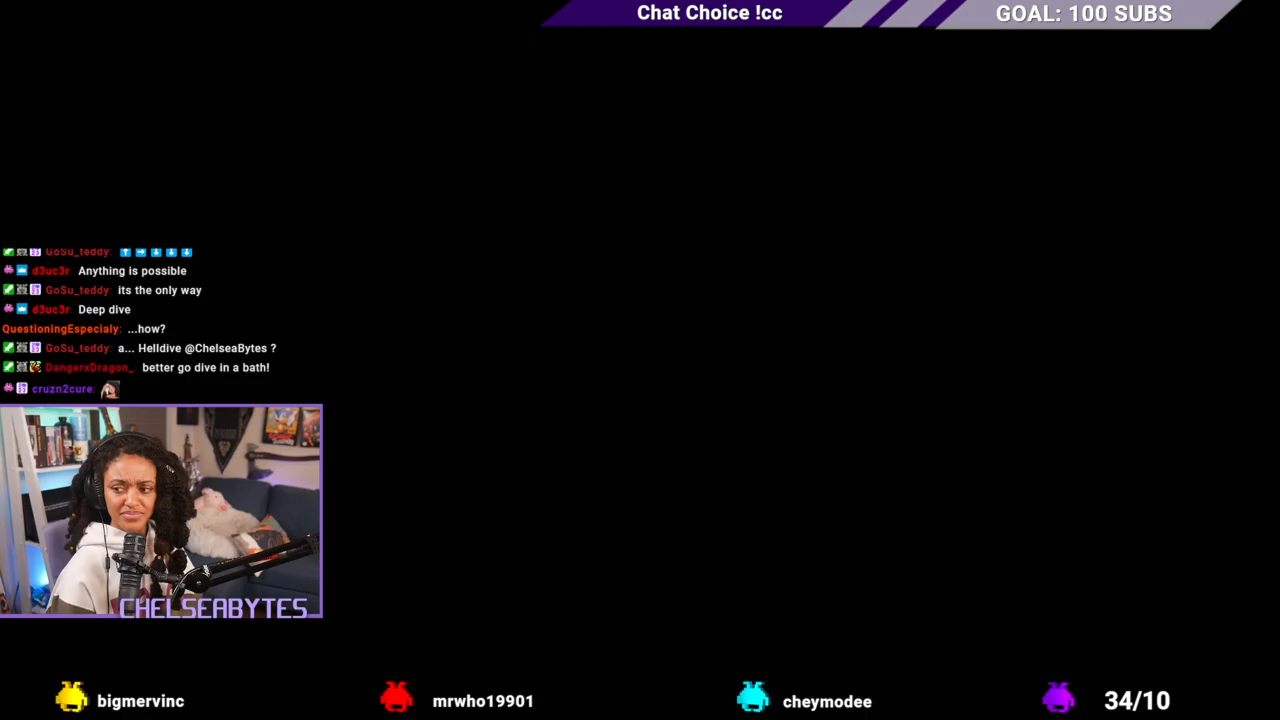 Chat Choice !cc
GOAL: 100 SUBS
GoSu_teddy:
d3uc3r: Anything is possible
GoSu_teddy: its the only way
d3uc3r: Deep dive
QuestioningEspecialy: ...how?
GoSu_teddy: a... Helldive @ChelseaBytes ?
DangerxDragon_: better go dive in a bath!
cruzn2cure:
CHELSEABYTES
bigmervinc
mrwho19901
cheymodee
34/10